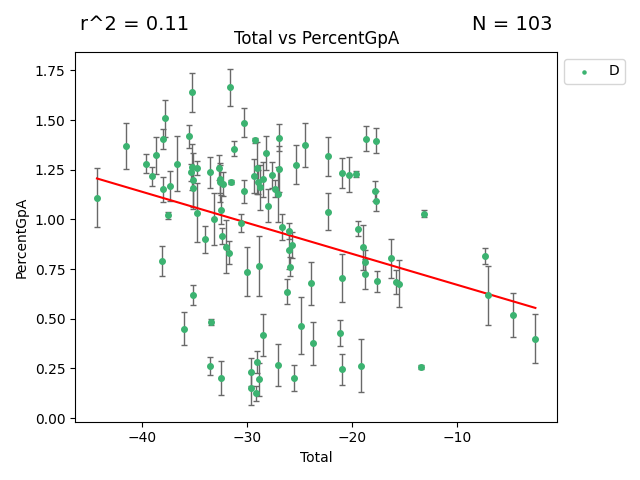 r^2 = 0.11
N = 103
Total vs PercentGpA
D
PercentGpA
1.75
1.50
1.25
1.00
0.75
0.50
0.25
0.00
−40
−30
−20
−10
Total